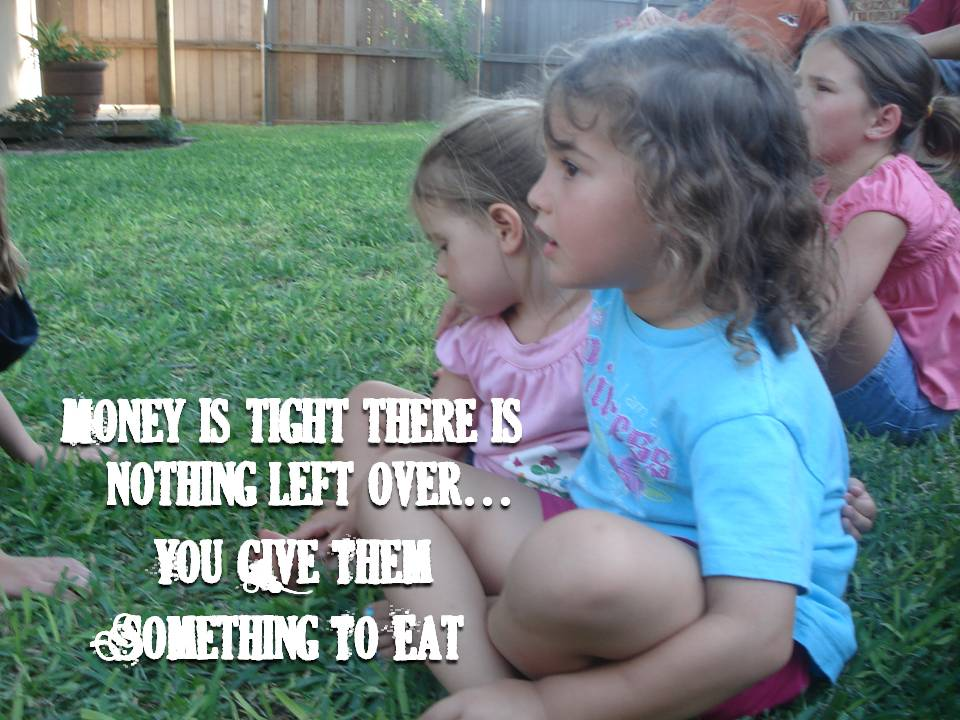 Money is tight there is
nothing left over...
You Give Them
Something to Eat